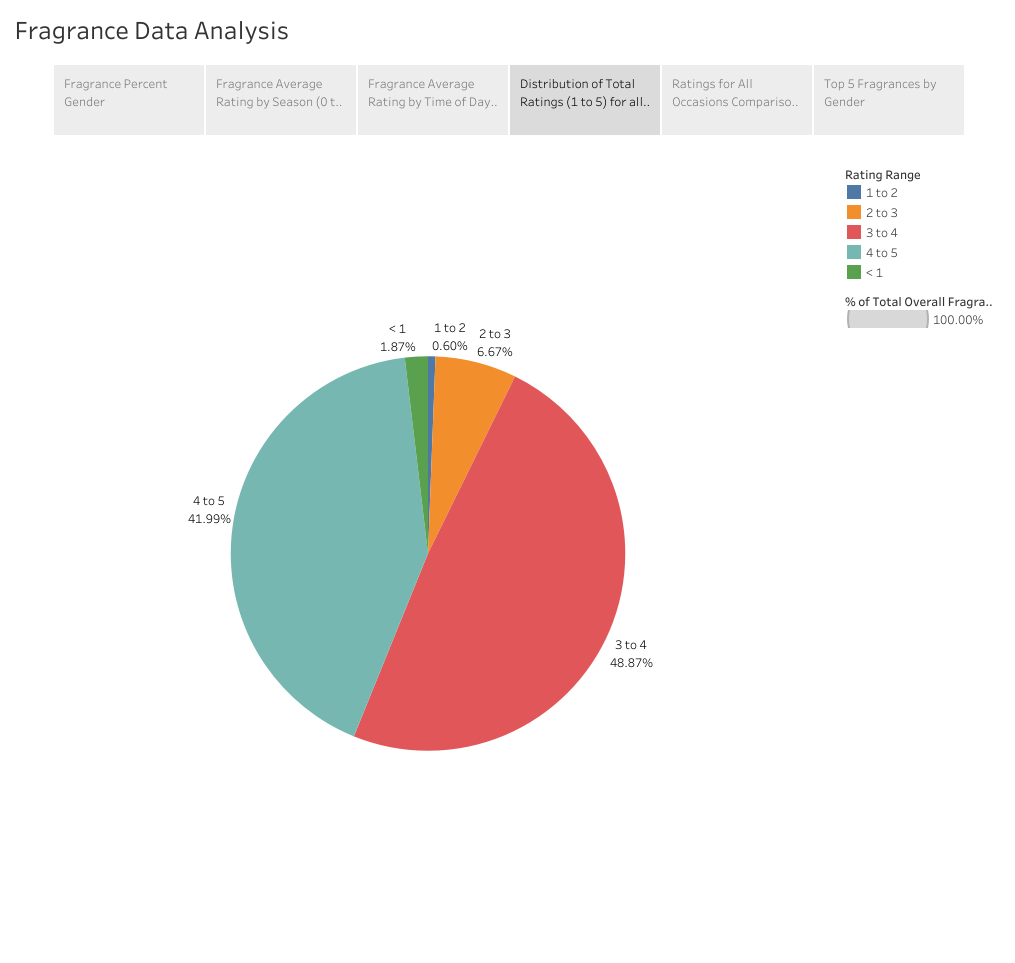 Fragrance Data Analysis
Fragrance Percent
Gender
Fragrance Average
Rating by Season (0 t..
Fragrance Average
Rating by Time of Day..
Distribution of Total
Ratings (1 to 5) for all..
Ratings for All
Occasions Compariso..
Top 5 Fragrances by
Gender
Rating Range
1 to 2
2 to 3
3 to 4
4 to 5
< 1
% of Total Overall Fragra..
100.00%
< 1
1.87%
1 to 2
0.60%
2 to 3
6.67%
4 to 5
41.99%
3 to 4
48.87%